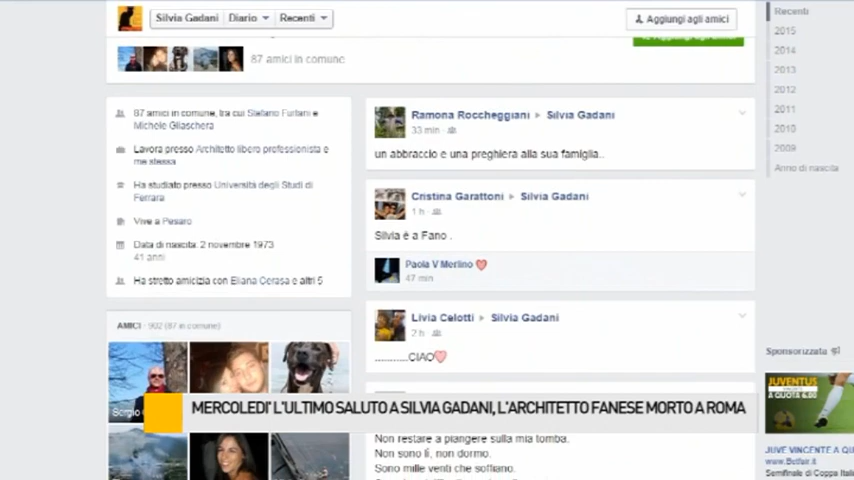 Silvia Gadani
Diario
Recenti
Aggiungi agli amici
87 amici in comune
87 amici in comune, tra cui Stefano Furlani e
Michele Gliaschera
Lavora presso Architetto libero professionista e
me stessa
Ha studiato presso Università degli Studi di
Ferrara
Vive a Pesaro
Data di nascita: 2 novembre 1973
41 anni
Ha stretto amicizia con Eliana Cerasa e altri 5
AMICI · 902 (87 in comune)
Sergio
Ramona Roccheggiani ▸ Silvia Gadani
33 min ·
un abbraccio e una preghiera alla sua famiglia..
Cristina Garattoni ▸ Silvia Gadani
1 h ·
Silvia è a Fano .
Paola V Merlino ❤
47 min
Livia Celotti ▸ Silvia Gadani
2 h ·
............CIAO❤
MERCOLEDI' L'ULTIMO SALUTO A SILVIA GADANI, L'ARCHITETTO FANESE MORTO A ROMA
Non restare a piangere sulla mia tomba.
Non sono lì, non dormo.
Sono mille venti che soffiano.
Recenti
2015
2014
2013
2012
2011
2010
2009
Anno di nascita
Sponsorizzata
JUVENTUS
VINCENTE
A QUOTA 6.00
JUVE VINCENTE A QU
www.Betfair.it
Semifinale di Coppa Itali